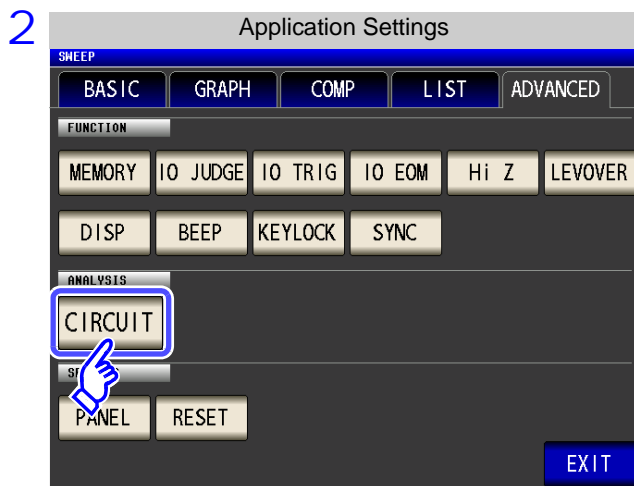 2
Application Settings
SWEEP
BASIC GRAPH COMP LIST ADVANCED
FUNCTION
MEMORY IO JUDGE IO TRIG IO EOM Hi Z LEVOVER
DISP BEEP KEYLOCK SYNC
ANALYSIS
CIRCUIT
PANEL RESET
EXIT